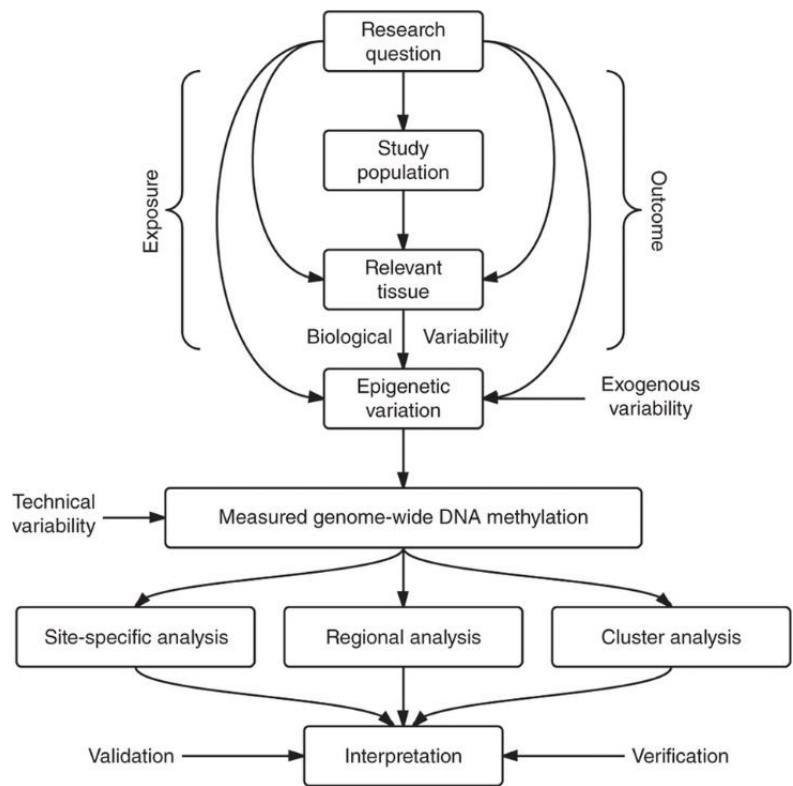 Research
question
Study
population
Exposure
Outcome
Relevant
tissue
Biological Variability
Epigenetic
variation
Exogenous
variability
Technical
variability
Measured genome-wide DNA methylation
Site-specific analysis
Regional analysis
Cluster analysis
Validation
Interpretation
Verification